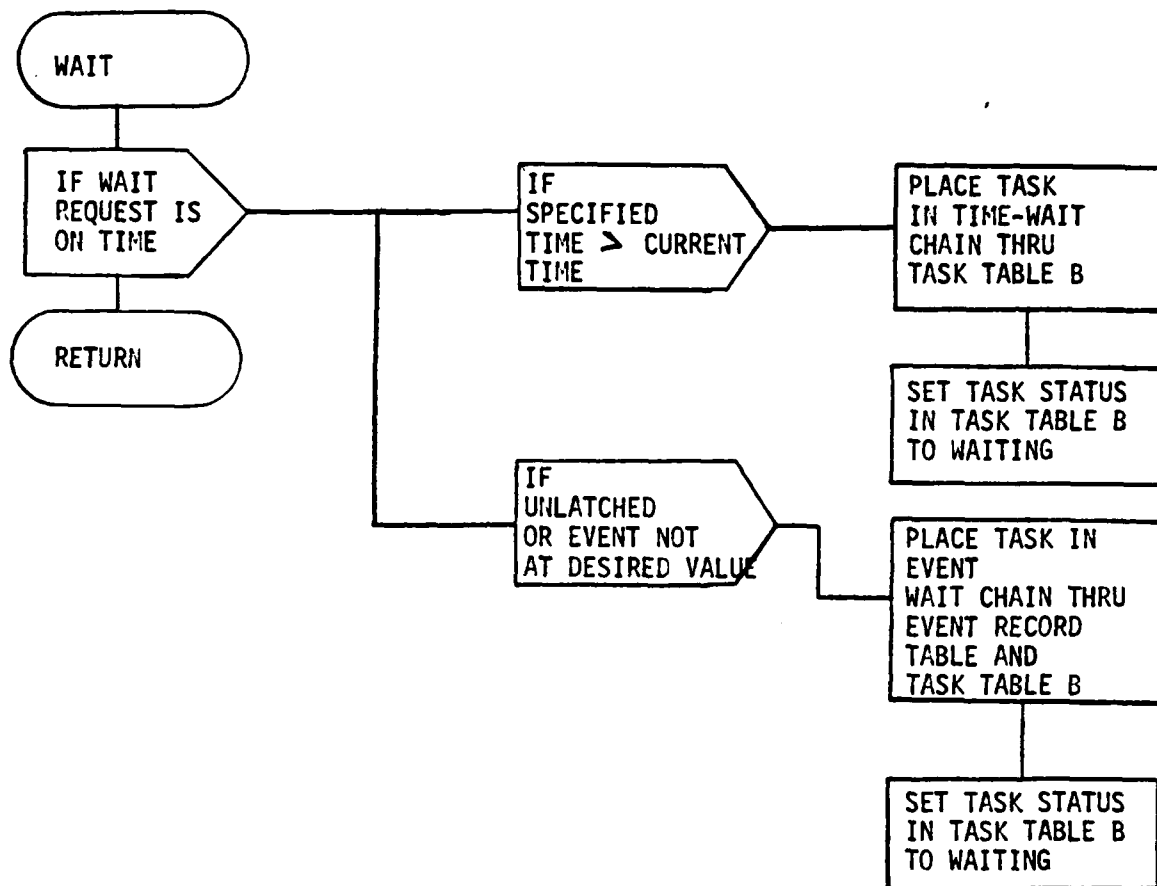 WAIT
IF WAIT
REQUEST IS
ON TIME
RETURN
IF
SPECIFIED
TIME > CURRENT
TIME
PLACE TASK
IN TIME-WAIT
CHAIN THRU
TASK TABLE B
SET TASK STATUS
IN TASK TABLE B
TO WAITING
IF
UNLATCHED
OR EVENT NOT
AT DESIRED VALUE
PLACE TASK IN
EVENT
WAIT CHAIN THRU
EVENT RECORD
TABLE AND
TASK TABLE B
SET TASK STATUS
IN TASK TABLE B
TO WAITING